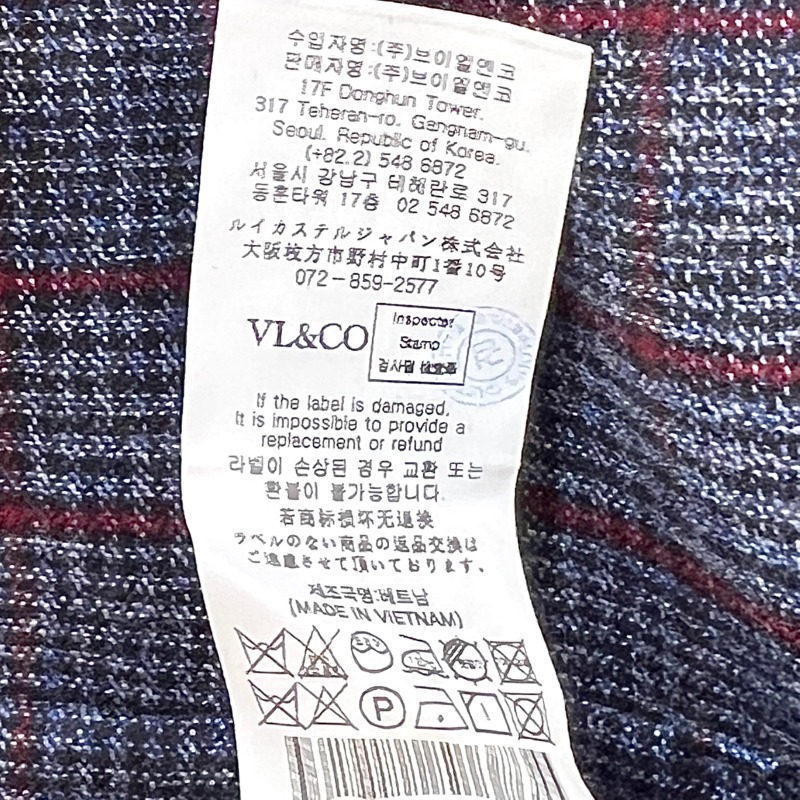 수입자명:(주)브이엘엔코
판매자명:(주)브이엘엔코
17F Donghun Tower,
317 Teheran-ro, Gangnam-gu,
Seoul, Republic of Korea.
(+82.2) 548 6872
서울시 강남구 테헤란로 317
동훈타워 17층 02 548 6872
ルイカステルジャパン株式会社
大阪枚方市野村中町1番10号
072-859-2577
VL&CO
Inspector
Stamp
검사필
If the label is damaged,
It is impossible to provide a
replacement or refund
라벨이 손상된 경우 교환 또는
환불이 불가능합니다.
若商标损坏无退换
ラベルのない商品の返品交換は
ご遠慮させて頂いております。
제조국명:베트남
(MADE IN VIETNAM)
P